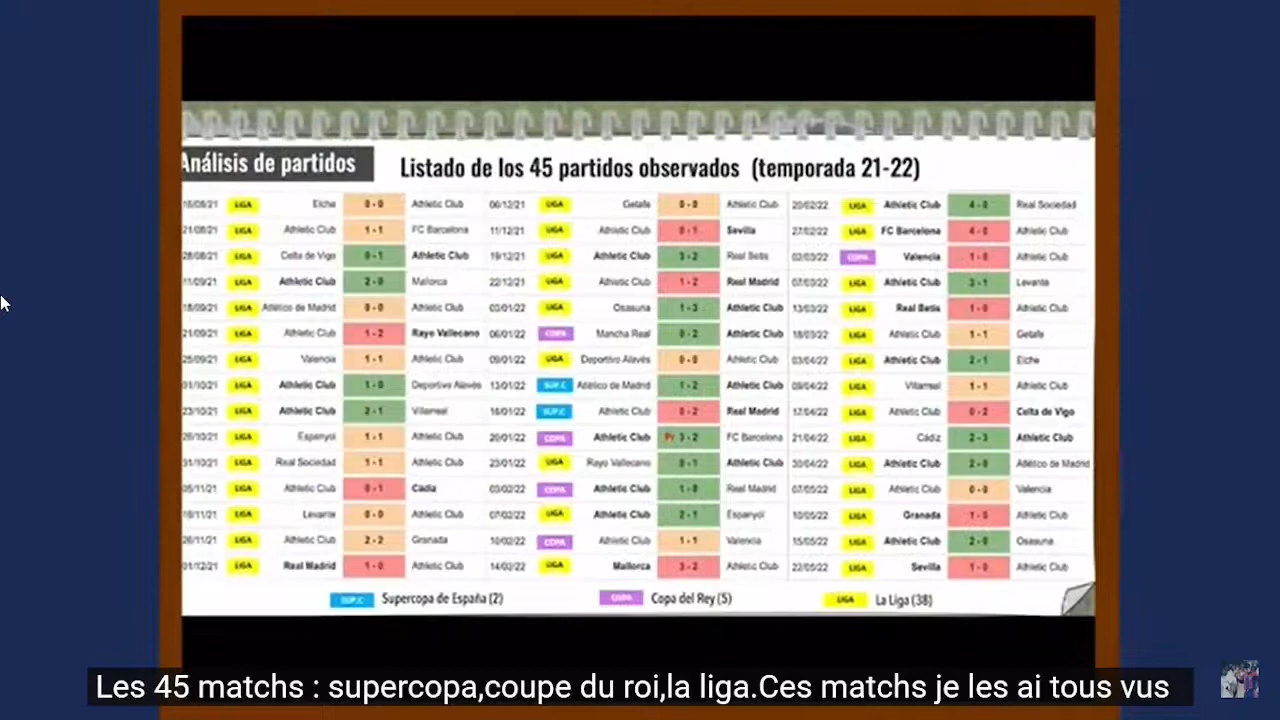 Análisis de partidos Listado de los 45 partidos observados (temporada 21-22)
16/08/21 LIGA Elche 0 - 0 Athletic Club 06/12/21 LIGA Getafe 0 - 0 Athletic Club 20/02/22 LIGA Athletic Club 4 - 0 Real Sociedad
21/08/21 LIGA Athletic Club 1 - 1 FC Barcelona 11/12/21 LIGA Athletic Club 0 - 1 Sevilla 27/02/22 LIGA FC Barcelona 4 - 0 Athletic Club
28/08/21 LIGA Celta de Vigo 0 - 1 Athletic Club 19/12/21 LIGA Athletic Club 3 - 2 Real Betis 02/03/22 COPA Valencia 1 - 0 Athletic Club
11/09/21 LIGA Athletic Club 2 - 0 Mallorca 22/12/21 LIGA Athletic Club 1 - 2 Real Madrid 07/03/22 LIGA Athletic Club 3 - 1 Levante
18/09/21 LIGA Atlético de Madrid 0 - 0 Athletic Club 03/01/22 LIGA Osasuna 1 - 3 Athletic Club 13/03/22 LIGA Real Betis 1 - 0 Athletic Club
21/09/21 LIGA Athletic Club 1 - 2 Rayo Vallecano 06/01/22 COPA Mancha Real 0 - 2 Athletic Club 18/03/22 LIGA Athletic Club 1 - 1 Getafe
25/09/21 LIGA Valencia 1 - 1 Athletic Club 09/01/22 LIGA Deportivo Alavés 0 - 0 Athletic Club 03/04/22 LIGA Athletic Club 2 - 1 Elche
01/10/21 LIGA Athletic Club 1 - 0 Deportivo Alavés 13/01/22 SUP.C Atlético de Madrid 1 - 2 Athletic Club 09/04/22 LIGA Villarreal 1 - 1 Athletic Club
23/10/21 LIGA Athletic Club 2 - 1 Villarreal 16/01/22 SUP.C Athletic Club 0 - 2 Real Madrid 17/04/22 LIGA Athletic Club 0 - 2 Celta de Vigo
26/10/21 LIGA Espanyol 1 - 1 Athletic Club 20/01/22 COPA Athletic Club Pr 3 - 2 FC Barcelona 21/04/22 LIGA Cádiz 2 - 3 Athletic Club
31/10/21 LIGA Real Sociedad 1 - 1 Athletic Club 23/01/22 LIGA Rayo Vallecano 0 - 1 Athletic Club 30/04/22 LIGA Athletic Club 2 - 0 Atlético de Madrid
05/11/21 LIGA Athletic Club 0 - 1 Cádiz 03/02/22 COPA Athletic Club 1 - 0 Real Madrid 07/05/22 LIGA Athletic Club 0 - 0 Valencia
LIGA Levante 0 - 0 Athletic Club 07/02/22 LIGA Athletic Club 2 - 1 Espanyol 10/05/22 LIGA Granada 1 - 0 Athletic Club
26/11/21 LIGA Athletic Club 2 - 2 Granada 10/02/22 COPA Athletic Club 1 - 1 Valencia 15/05/22 LIGA Athletic Club 2 - 0 Osasuna
01/12/21 LIGA Real Madrid 1 - 0 Athletic Club 14/02/22 LIGA Mallorca 3 - 2 Athletic Club 22/05/22 LIGA Sevilla 1 - 0 Athletic Club
SUP.C Supercopa de España (2) COPA Copa del Rey (5) LIGA La Liga (38)
Les 45 matchs : supercopa,coupe du roi,la liga.Ces matchs je les ai tous vus